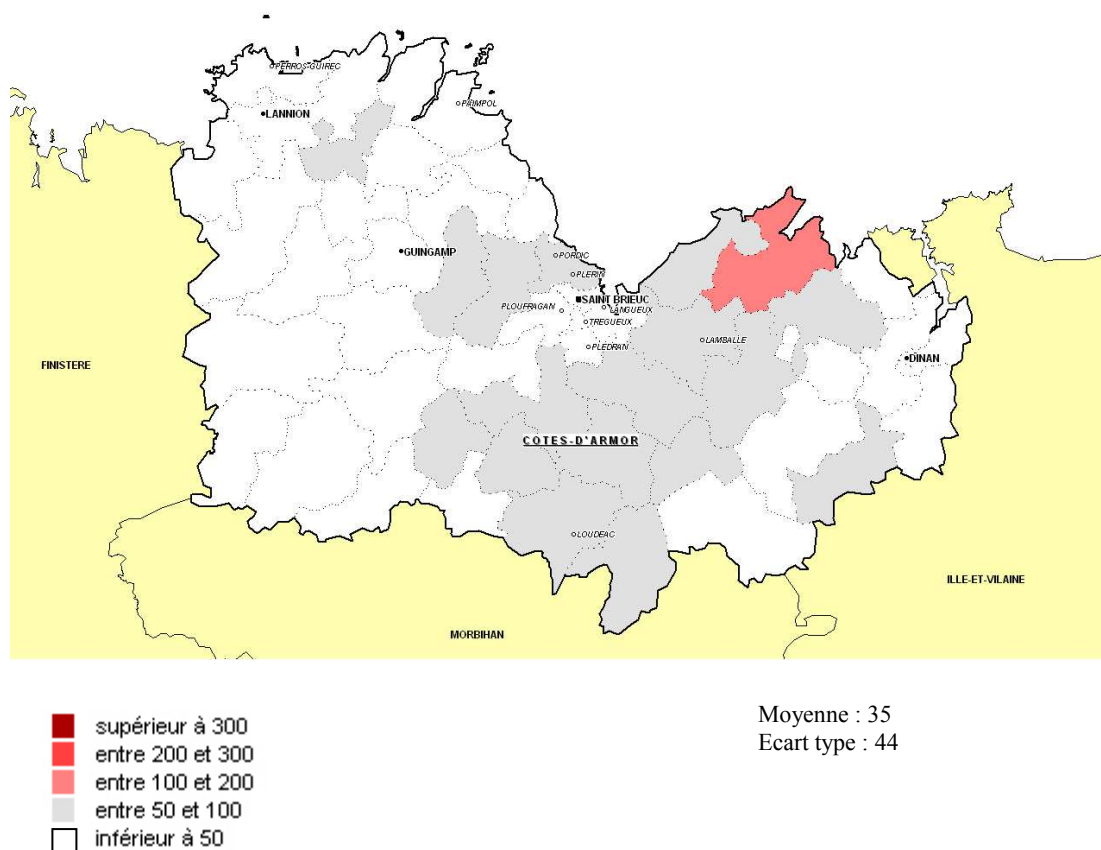 PERROS-GUIREC
LANNION
PAIMPOL
GUINGAMP
PORDIC
PLERIN
SAINT BRIEUC
LANGUEUX
PLOUFRAGAN
TREGUEUX
PLEDRAN
LAMBALLE
DINAN
FINISTERE
COTES-D'ARMOR
LOUDEAC
ILLE-ET-VILAINE
MORBIHAN
supérieur à 300
entre 200 et 300
entre 100 et 200
entre 50 et 100
inférieur à 50
Moyenne : 35
Ecart type : 44